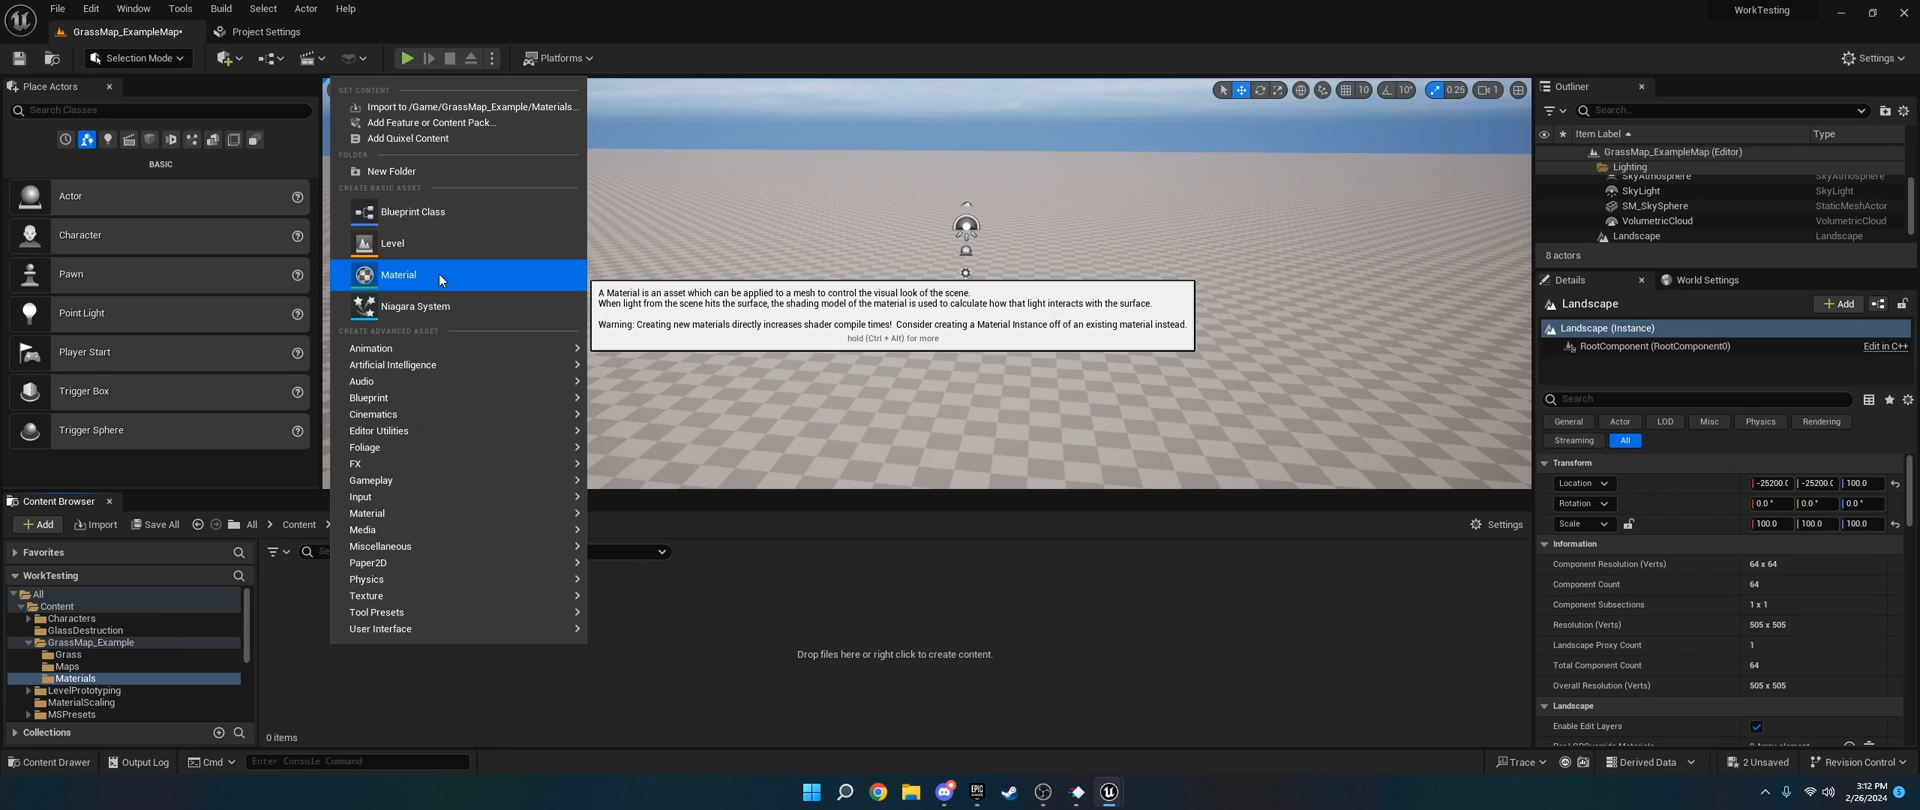 File Edit Window Tools Build Select Actor Help
WorkTesting
GrassMap_ExampleMap•
Project Settings
Selection Mode
Platforms
Settings
Place Actors
Search Classes
BASIC
Actor
Character
Pawn
Point Light
Player Start
Trigger Box
Trigger Sphere
GET CONTENT
Import to /Game/GrassMap_Example/Materials...
Add Feature or Content Pack...
Add Quixel Content
FOLDER
New Folder
CREATE BASIC ASSET
Blueprint Class
Level
Material
Niagara System
CREATE ADVANCED ASSET
Animation
Artificial Intelligence
Audio
Blueprint
Cinematics
Editor Utilities
Foliage
FX
Gameplay
Input
Material
Media
Miscellaneous
Paper2D
Physics
Texture
Tool Presets
User Interface
A Material is an asset which can be applied to a mesh to control the visual look of the scene.
When light from the scene hits the surface, the shading model of the material is used to calculate how that light interacts with the surface.
Warning: Creating new materials directly increases shader compile times! Consider creating a Material Instance off of an existing material instead.
hold (Ctrl + Alt) for more
10 10° 0.25 1
Outliner
Search...
Item Label Type
GrassMap_ExampleMap (Editor)
Lighting
SkyAtmosphere SkyAtmosphere
SkyLight SkyLight
SM_SkySphere StaticMeshActor
VolumetricCloud VolumetricCloud
Landscape Landscape
8 actors
Details
World Settings
Landscape
Add
Landscape (Instance)
RootComponent (RootComponent0) Edit in C++
Search
General Actor LOD Misc Physics Rendering
Streaming All
Transform
Location -25200.0 -25200.0 100.0
Rotation 0.0 ° 0.0 ° 0.0 °
Scale 100.0 100.0 100.0
Information
Component Resolution (Verts) 64 x 64
Component Count 64
Component Subsections 1 x 1
Resolution (Verts) 505 x 505
Landscape Proxy Count 1
Total Component Count 64
Overall Resolution (Verts) 505 x 505
Landscape
Enable Edit Layers
Content Browser
Add Import Save All All Content
Settings
Favorites
WorkTesting
All
Content
Characters
GlassDestruction
GrassMap_Example
Grass
Maps
Materials
LevelPrototyping
MaterialScaling
MSPresets
Collections
Drop files here or right click to create content.
0 items
Content Drawer Output Log Cmd Enter Console Command
Trace Derived Data 2 Unsaved Revision Control
EPIC
3:12 PM
2/26/2024
5